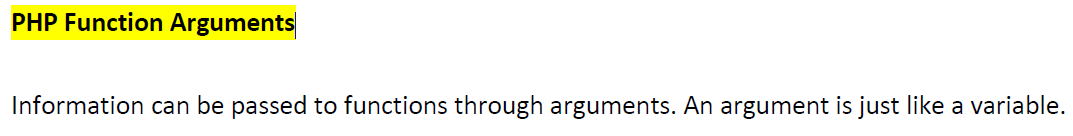 PHP Function Arguments
Information can be passed to functions through arguments. An argument is just like a variable.